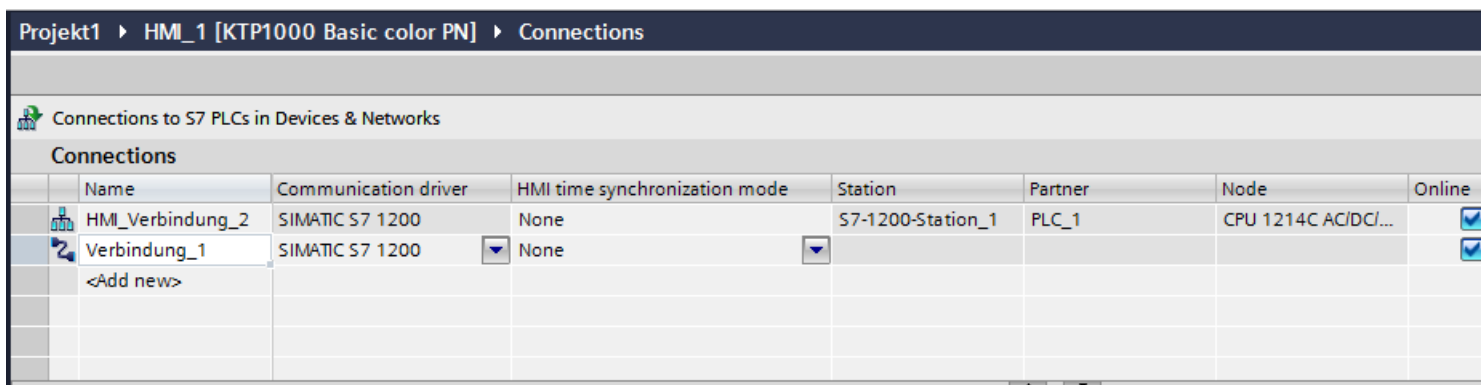 Projekt1 HMI_1 [KTP1000 Basic color PN] Connections
Connections to S7 PLCs in Devices & Networks
Connections
Name Communication driver HMI time synchronization mode Station Partner Node Online
HMI_Verbindung_2 SIMATIC S7 1200 None S7-1200-Station_1 PLC_1 CPU 1214C AC/DC/...
Verbindung_1 SIMATIC S7 1200 None
<Add new>